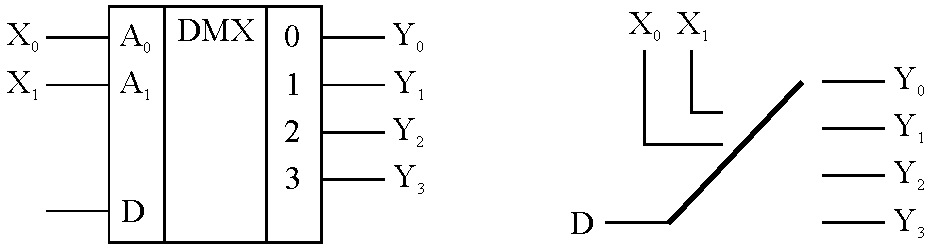 X₀ A₀ DMX 0 Y₀
X₁ A₁ 1 Y₁
2 Y₂
3 Y₃
D
X₀ X₁
Y₀
Y₁
Y₂
D Y₃